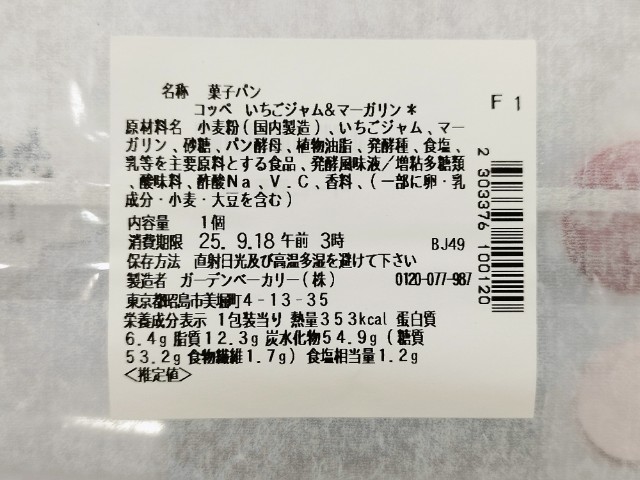 名称 菓子パン
コッペ いちごジャム&マーガリン*
F1
原材料名 小麦粉(国内製造)、いちごジャム、マー
ガリン、砂糖、パン酵母、植物油脂、発酵種、食塩、
乳等を主要原料とする食品、発酵風味液/増粘多糖類
、酸味料、酢酸Na、V.C、香料、(一部に卵・乳
成分・小麦・大豆を含む)
内容量 1個
消費期限 25.9.18午前 3時 BJ49
保存方法 直射日光及び高温多湿を避けて下さい
製造者 ガーデンベーカリー(株) 0120-077-987
東京都昭島市美堀町4-13-35
栄養成分表示 1包装当り 熱量353kcal 蛋白質
6.4g 脂質12.3g 炭水化物54.9g(糖質
53.2g 食物繊維1.7g) 食塩相当量1.2g
<推定値>
2 303376 100120